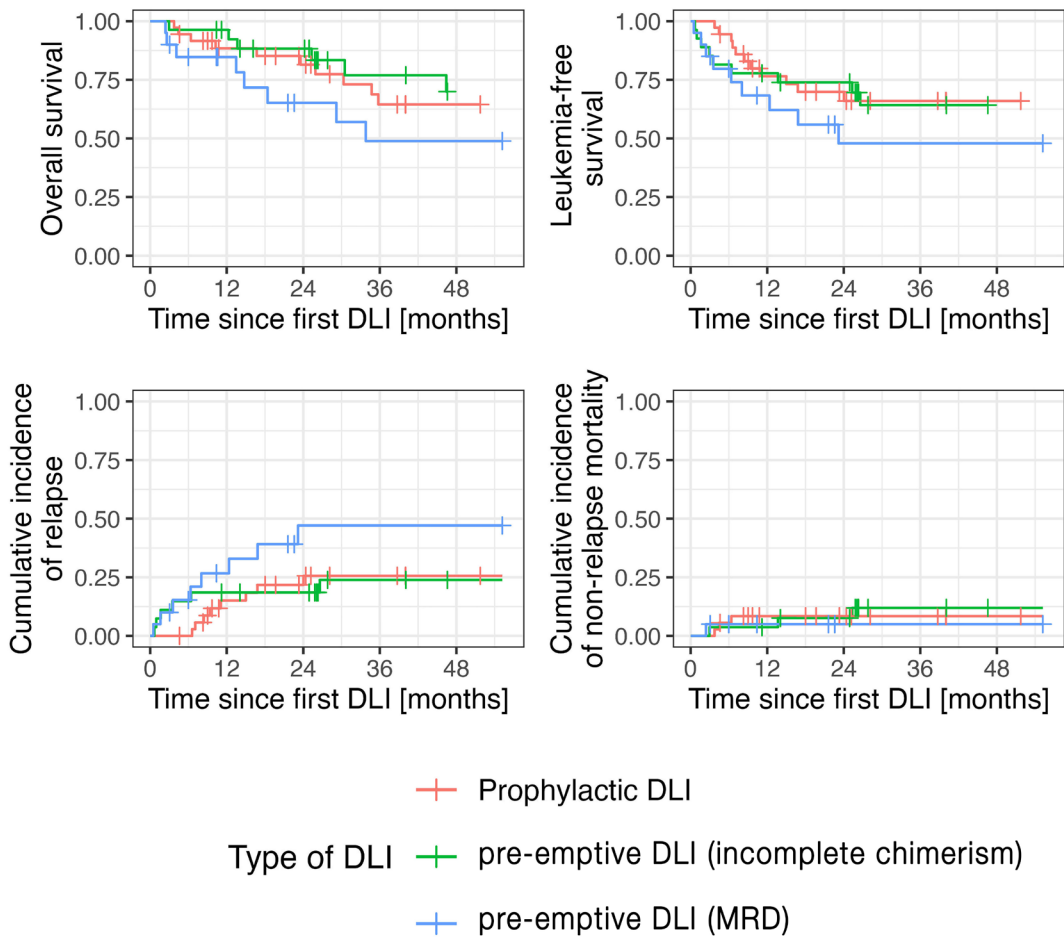 Overall survival
1.00
0.75
0.50
0.25
0.00
0 12 24 36 48
Time since first DLI [months]
Leukemia-free
survival
1.00
0.75
0.50
0.25
0.00
0 12 24 36 48
Time since first DLI [months]
Cumulative incidence
of relapse
1.00
0.75
0.50
0.25
0.00
0 12 24 36 48
Time since first DLI [months]
Cumulative incidence
of non-relapse mortality
1.00
0.75
0.50
0.25
0.00
0 12 24 36 48
Time since first DLI [months]
Type of DLI
Prophylactic DLI
pre-emptive DLI (incomplete chimerism)
pre-emptive DLI (MRD)